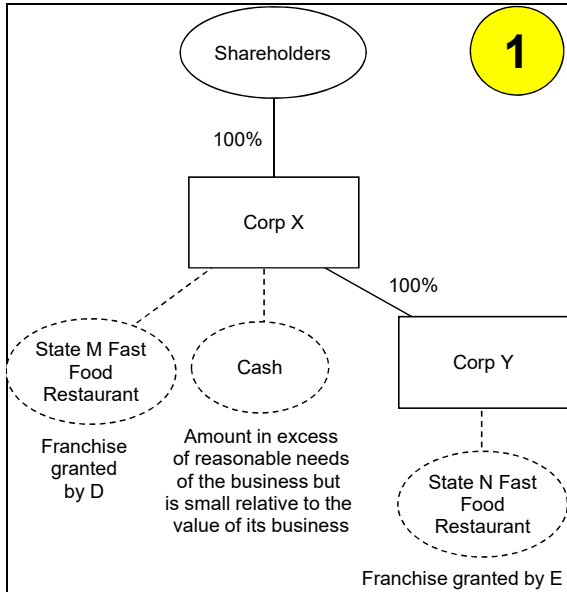 Shareholders
1
100%
Corp X
100%
State M Fast
Food
Restaurant
Cash
Corp Y
Franchise
granted
by D
Amount in excess
of reasonable needs
of the business but
is small relative to the
value of its business
State N Fast
Food
Restaurant
Franchise granted by E